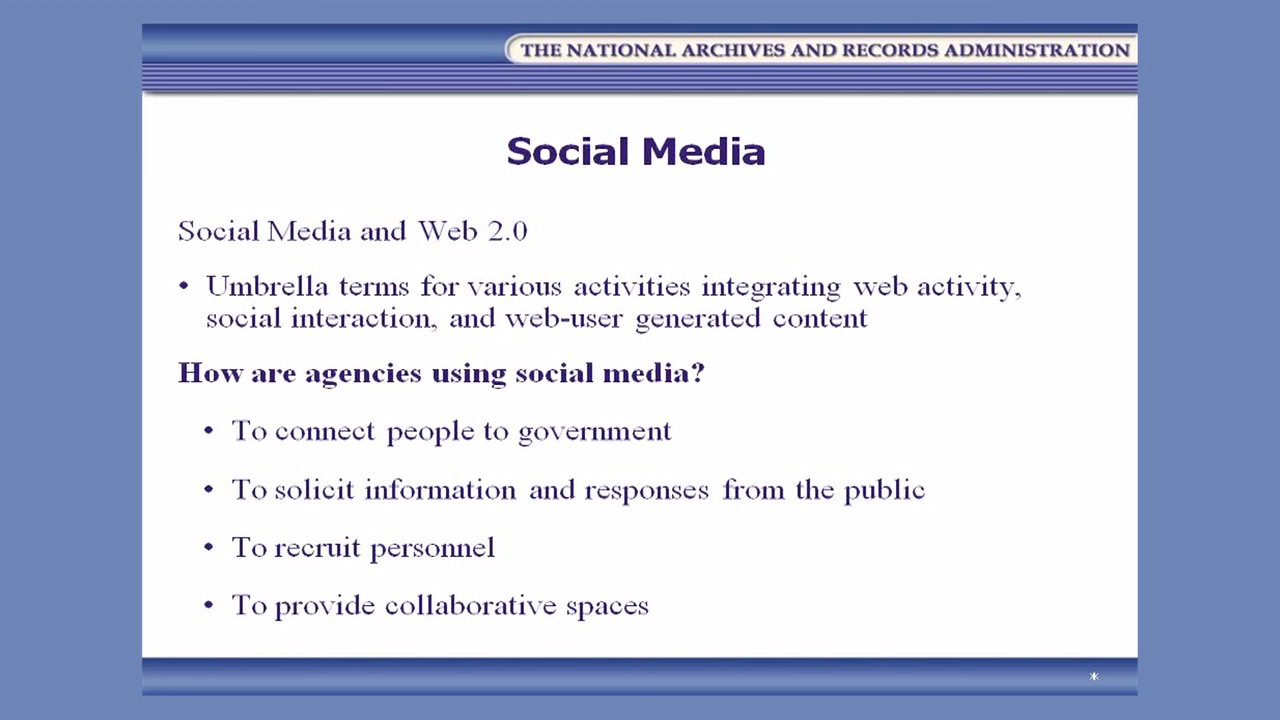 THE NATIONAL ARCHIVES AND RECORDS ADMINISTRATION
Social Media
Social Media and Web 2.0
• Umbrella terms for various activities integrating web activity,
social interaction, and web-user generated content
How are agencies using social media?
• To connect people to government
• To solicit information and responses from the public
• To recruit personnel
• To provide collaborative spaces
*